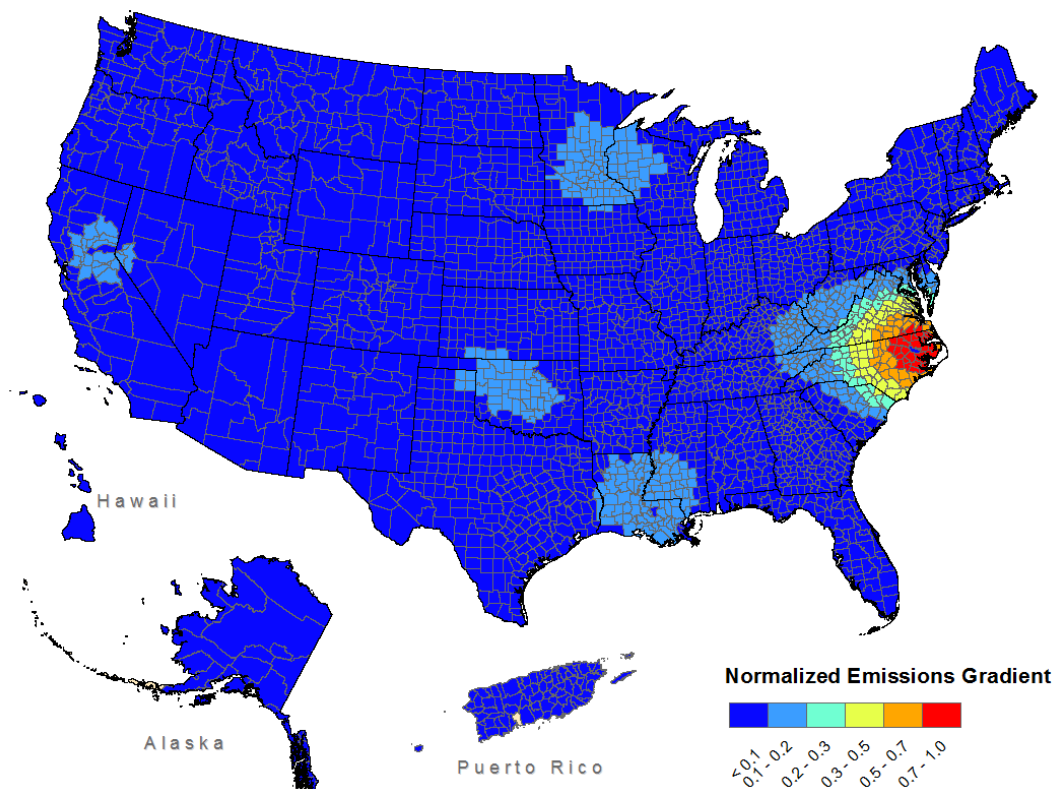 Hawaii
Alaska
Puerto Rico
Normalized Emissions Gradient
< 0.1
0.1 - 0.2
0.2 - 0.3
0.3 - 0.5
0.5 - 0.7
0.7 - 1.0